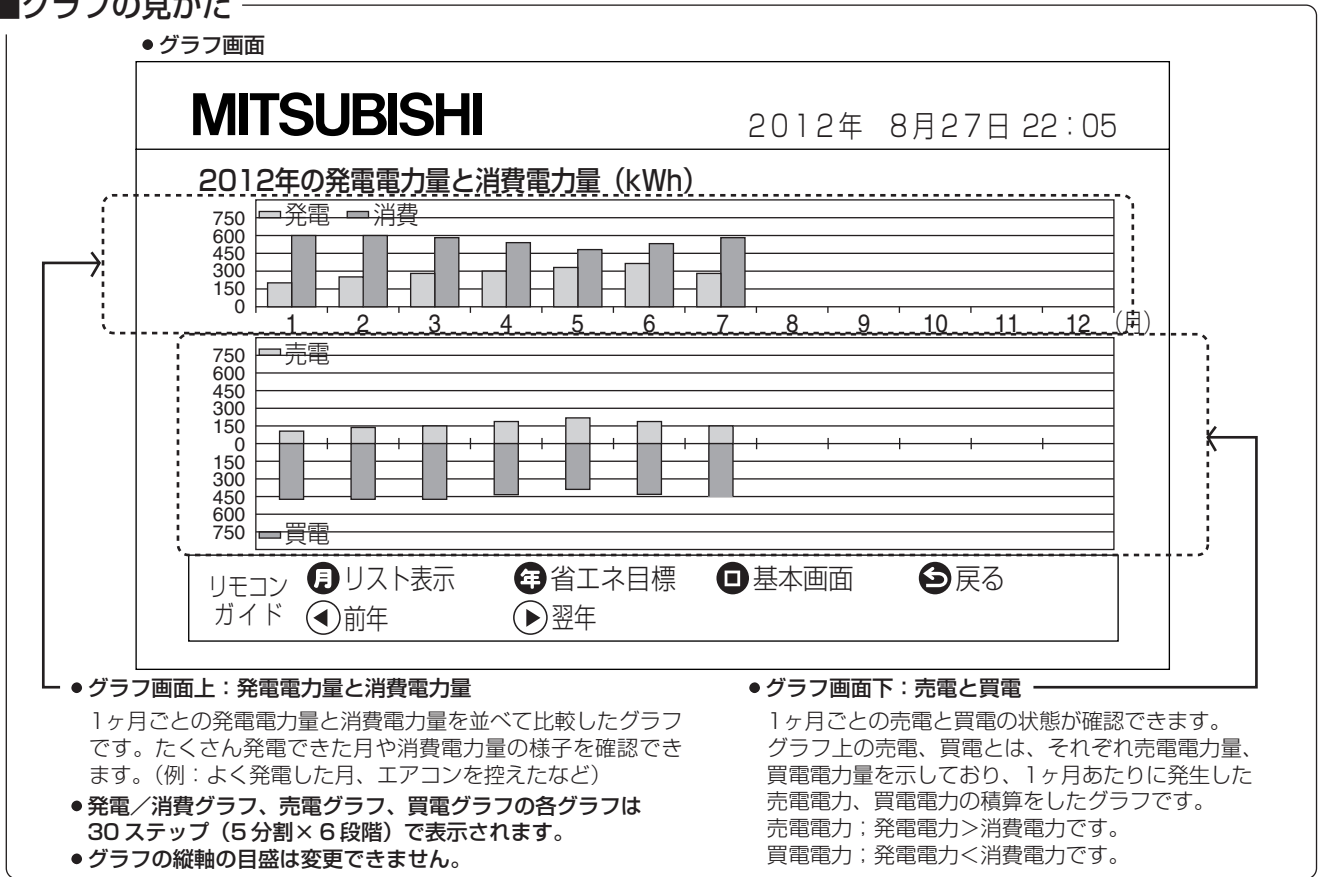 ■グラフの見かた
●グラフ画面
MITSUBISHI
2012年 8月27日 22:05
2012年の発電電力量と消費電力量（kWh）
発電 消費
750
600
450
300
150
0
1 2 3 4 5 6 7 8 9 10 11 12 (月)
売電
750
600
450
300
150
0
150
300
450
600
750
買電
リモコン
ガイド
月リスト表示 年省エネ目標 基本画面 戻る
前年 翌年
●グラフ画面上：発電電力量と消費電力量
1ヶ月ごとの発電電力量と消費電力量を並べて比較したグラフ
です。たくさん発電できた月や消費電力量の様子を確認でき
ます。（例：よく発電した月、エアコンを控えたなど）
●発電／消費グラフ、売電グラフ、買電グラフの各グラフは
30ステップ（5分割×6段階）で表示されます。
●グラフの縦軸の目盛は変更できません。
●グラフ画面下：売電と買電
1ヶ月ごとの売電と買電の状態が確認できます。
グラフ上の売電、買電とは、それぞれ売電電力量、
買電電力量を示しており、1ヶ月あたりに発生した
売電電力、買電電力の積算をしたグラフです。
売電電力；発電電力＞消費電力です。
買電電力；発電電力＜消費電力です。